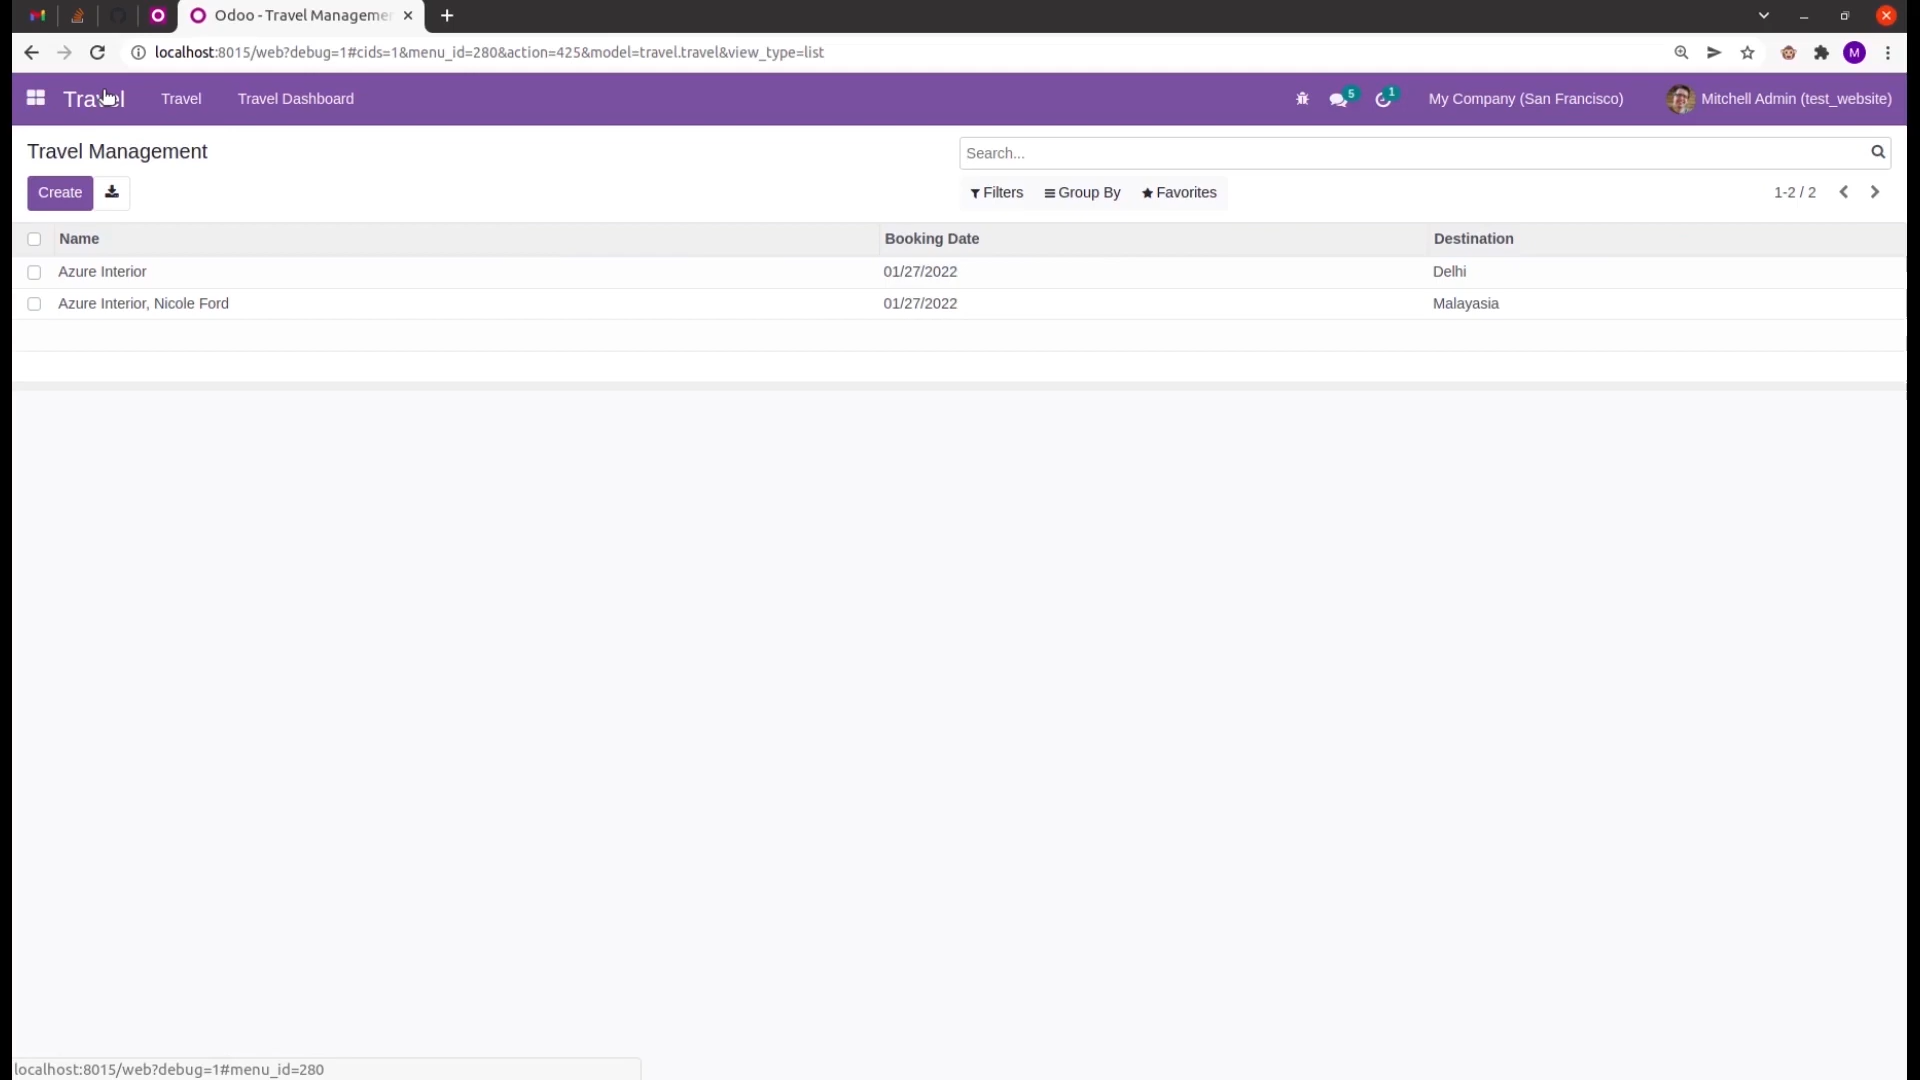 Odoo - Travel Manageme
localhost:8015/web?debug=1#cids=1&menu_id=280&action=425&model=travel.travel&view_type=list
M
Travel
Travel
Travel Dashboard
5
1
My Company (San Francisco)
Mitchell Admin (test_website)
Travel Management
Search...
Create
Filters
Group By
Favorites
1-2 / 2
Name
Booking Date
Destination
Azure Interior
01/27/2022
Delhi
Azure Interior, Nicole Ford
01/27/2022
Malayasia
localhost:8015/web?debug=1#menu_id=280